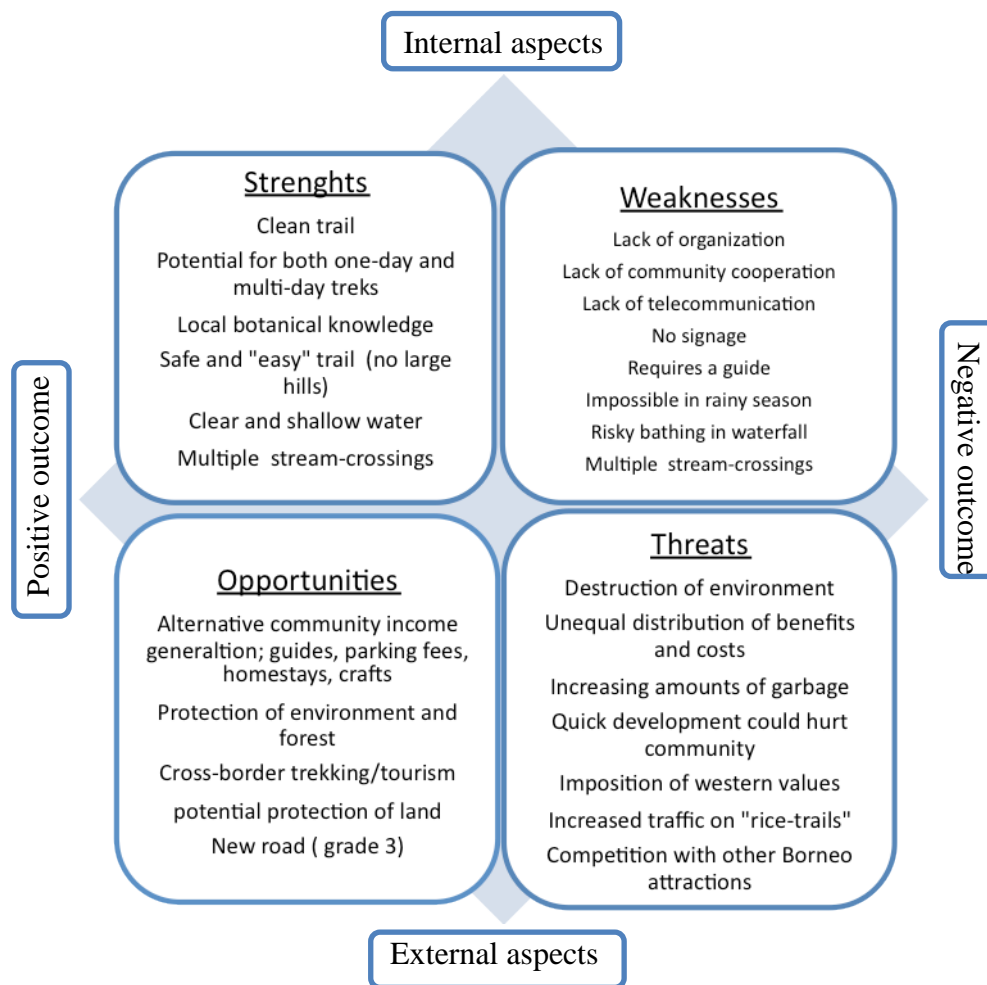 Internal aspects
Strenghts
Clean trail
Potential for both one-day and
multi-day treks
Local botanical knowledge
Safe and "easy" trail (no large
hills)
Clear and shallow water
Multiple stream-crossings
Weaknesses
Lack of organization
Lack of community cooperation
Lack of telecommunication
No signage
Requires a guide
Impossible in rainy season
Risky bathing in waterfall
Multiple stream-crossings
Positive outcome
Negative outcome
Opportunities
Alternative community income
generaltion; guides, parking fees,
homestays, crafts
Protection of environment and
forest
Cross-border trekking/tourism
potential protection of land
New road ( grade 3)
Threats
Destruction of environment
Unequal distribution of benefits
and costs
Increasing amounts of garbage
Quick development could hurt
community
Imposition of western values
Increased traffic on "rice-trails"
Competition with other Borneo
attractions
External aspects